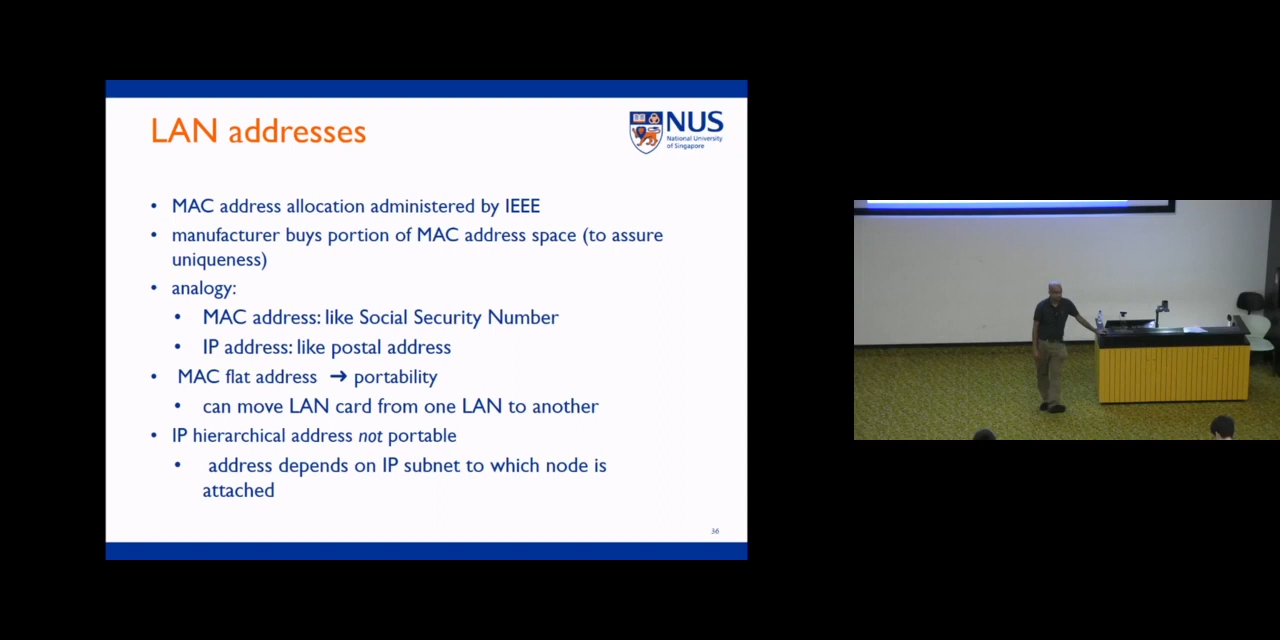 LAN addresses
NUS
National University
of Singapore
• MAC address allocation administered by IEEE
• manufacturer buys portion of MAC address space (to assure
uniqueness)
• analogy:
• MAC address: like Social Security Number
• IP address: like postal address
• MAC flat address ➔ portability
• can move LAN card from one LAN to another
• IP hierarchical address not portable
• address depends on IP subnet to which node is
attached
36